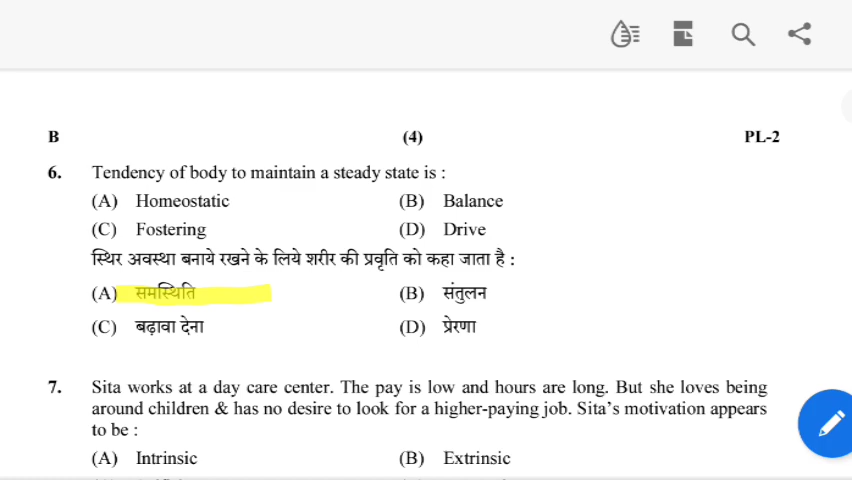 B (4) PL-2
6. Tendency of body to maintain a steady state is :
(A) Homeostatic (B) Balance
(C) Fostering (D) Drive
स्थिर अवस्था बनाये रखने के लिये शरीर की प्रवृति को कहा जाता है :
(A) समस्थिति (B) संतुलन
(C) बढ़ावा देना (D) प्रेरणा
7. Sita works at a day care center. The pay is low and hours are long. But she loves being
around children & has no desire to look for a higher-paying job. Sita's motivation appears
to be :
(A) Intrinsic (B) Extrinsic